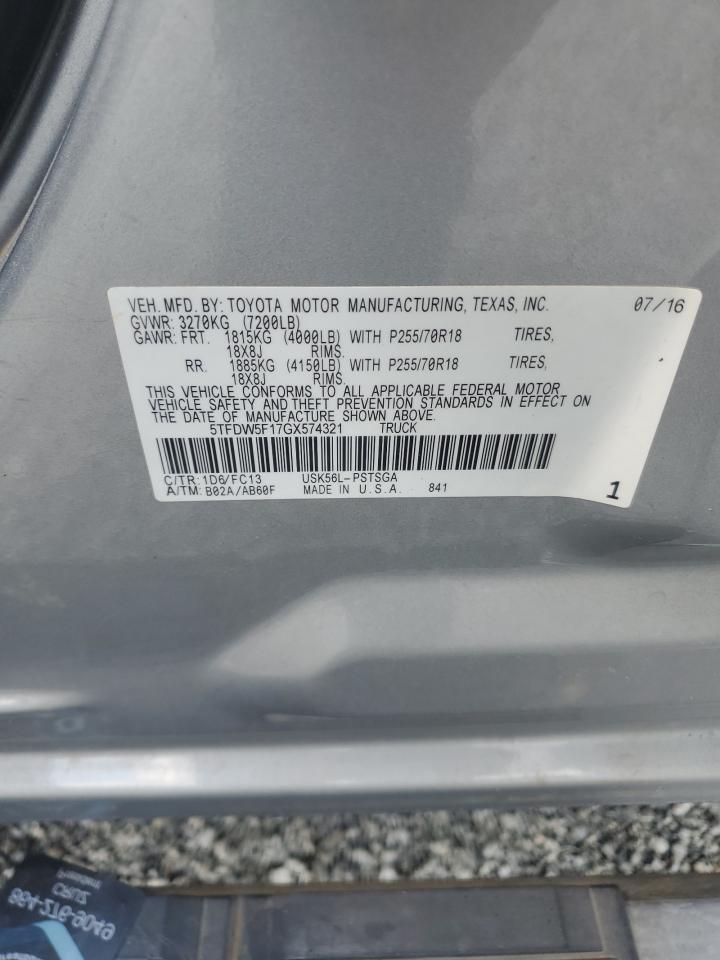 VEH. MFD. BY: TOYOTA MOTOR MANUFACTURING, TEXAS, INC. 07/16
GVWR: 3270KG (7200LB)
GAWR: FRT. 1815KG (4000LB) WITH P255/70R18 TIRES,
18X8J RIMS.
RR. 1885KG (4150LB) WITH P255/70R18 TIRES,
18X8J RIMS.
THIS VEHICLE CONFORMS TO ALL APPLICABLE FEDERAL MOTOR
VEHICLE SAFETY AND THEFT PREVENTION STANDARDS IN EFFECT ON
THE DATE OF MANUFACTURE SHOWN ABOVE.
5TFDW5F17GX574321 TRUCK
C/TR: 1D6/FC13 USK56L-PSTSGA
A/TM: B02A/AB60F MADE IN U.S.A. 841
1